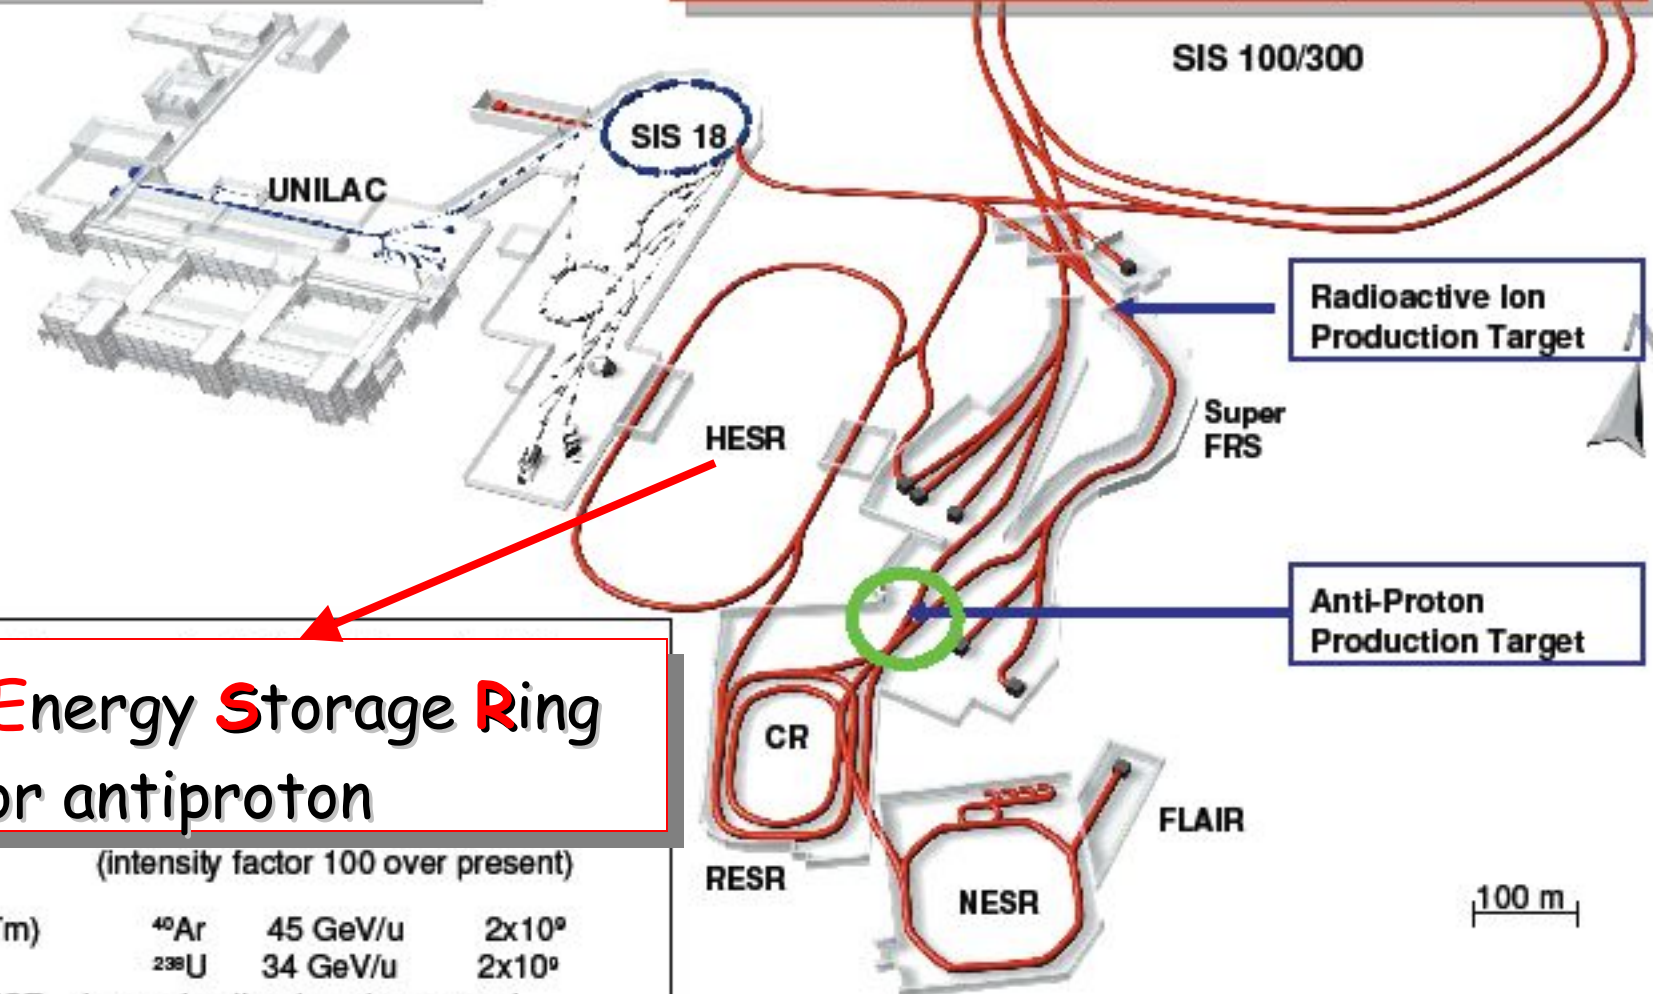 SIS 100/300
SIS 18
UNILAC
Radioactive Ion
Production Target
Super
FRS
HESR
Anti-Proton
Production Target
Energy Storage Ring
or antiproton
CR
FLAIR
(intensity factor 100 over present)
RESR
NESR
100 m
m) ⁴⁰Ar 45 GeV/u 2x10⁹
²³⁸U 34 GeV/u 2x10⁹